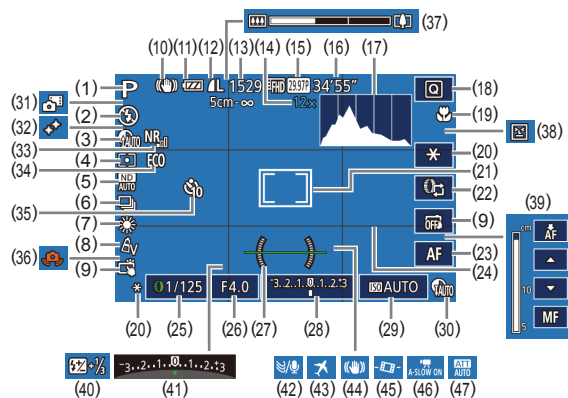 (37)
(10) (11) (12) (13) (14) (15) (16) (17)
(1) P L 1529 FHD 29.97P 34'55" Q (18)
(31) 5cm-∞ 12x
(2) (19)
(32) (38)
(3) AUTO NR
(33) * (20)
(4) ECO (21)
(34)
(5) ND AUTO (22) (39)
(6) cm
(35) OFF (9) AF
(7)
(8) AF (23) 10
(36) (24) MF
(9) 5
(20) * 1/125 F4.0 -3..2..1..0..1..2.:3 ISO AUTO AUTO
(25) (26) (27) (28) (29) (30)
±1/3 -3..2..1..0..1..2.:+3 A-SLOW ON ATT AUTO
(40) (41) (42) (43) (44) (45) (46) (47)